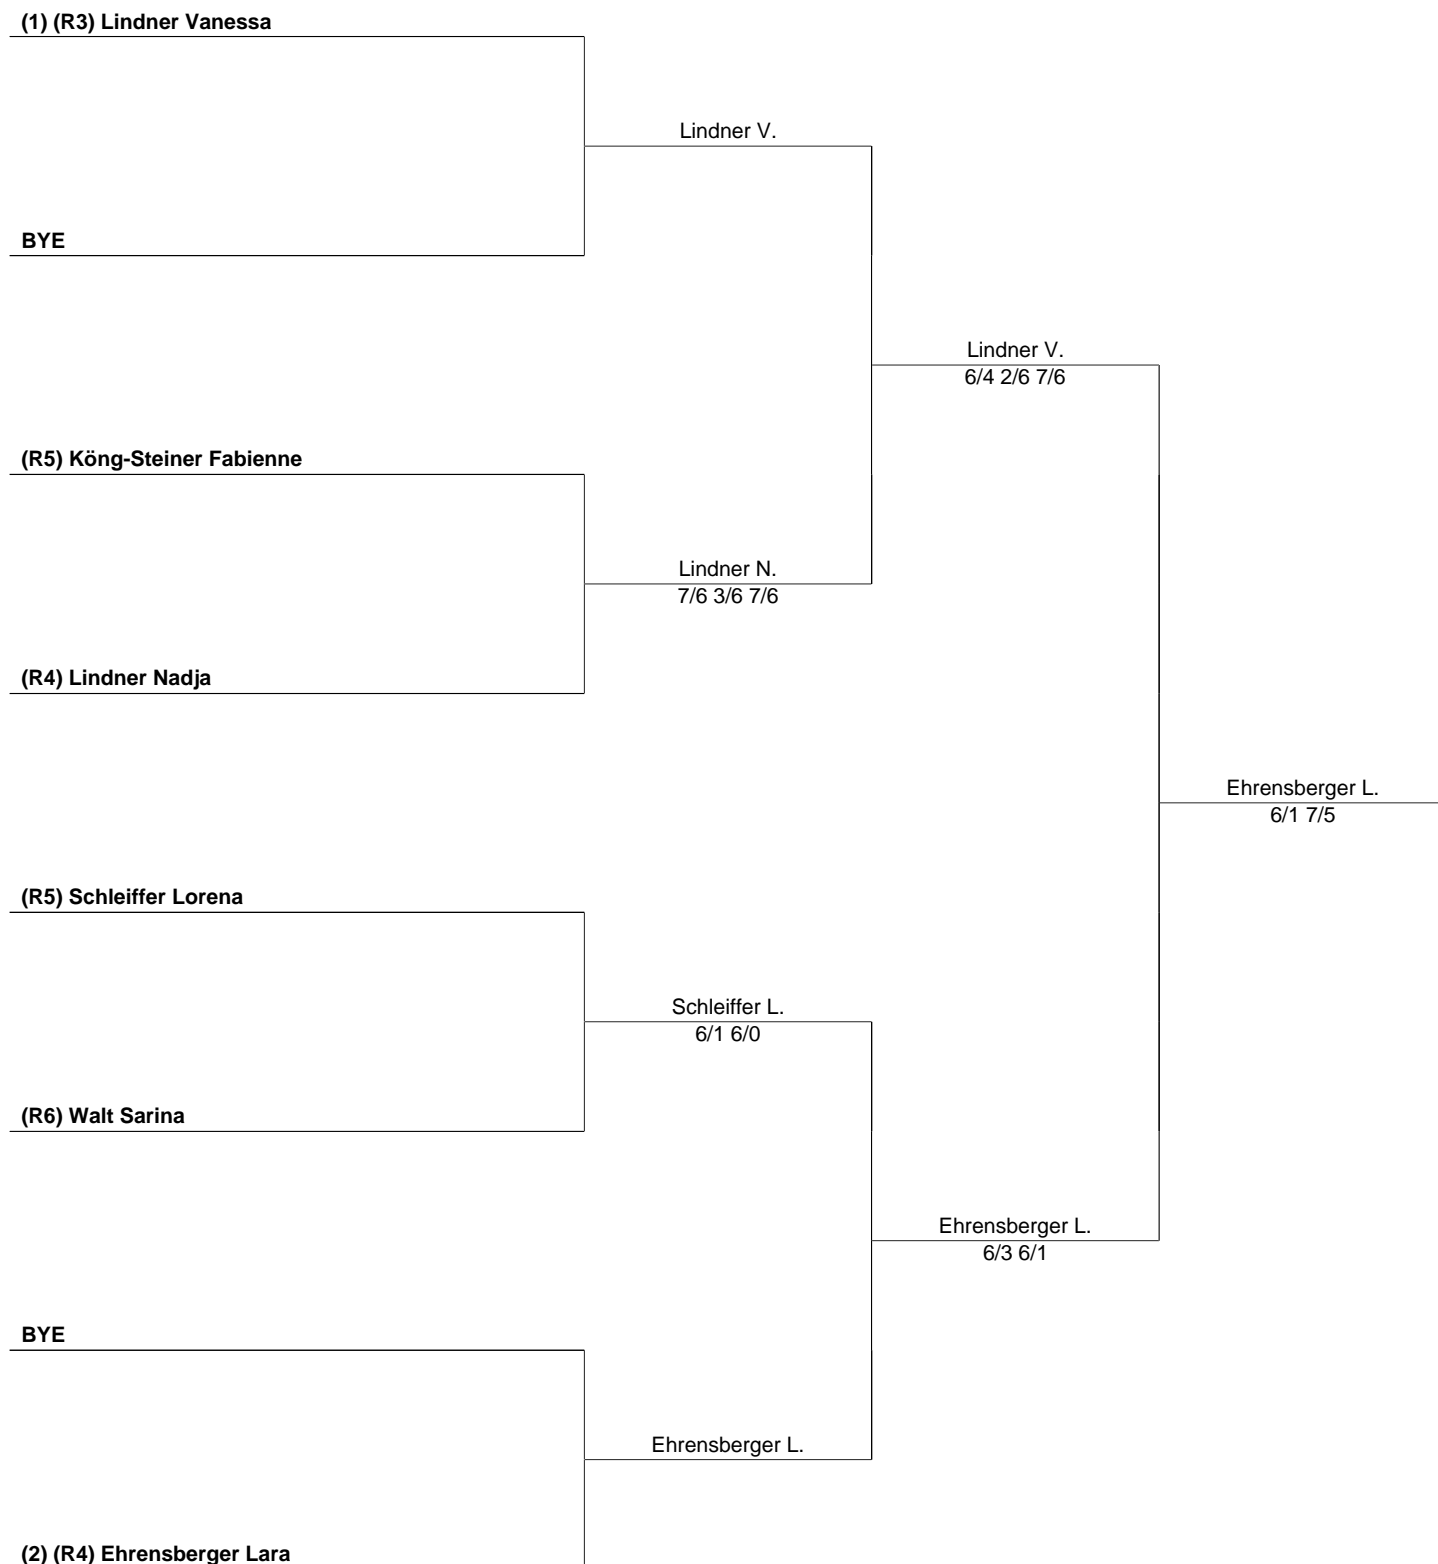 (1) (R3) Lindner Vanessa
Lindner V.
BYE
Lindner V.
6/4 2/6 7/6
(R5) Köng-Steiner Fabienne
Lindner N.
7/6 3/6 7/6
(R4) Lindner Nadja
Ehrensberger L.
6/1 7/5
(R5) Schleiffer Lorena
Schleiffer L.
6/1 6/0
(R6) Walt Sarina
Ehrensberger L.
6/3 6/1
BYE
Ehrensberger L.
(2) (R4) Ehrensberger Lara